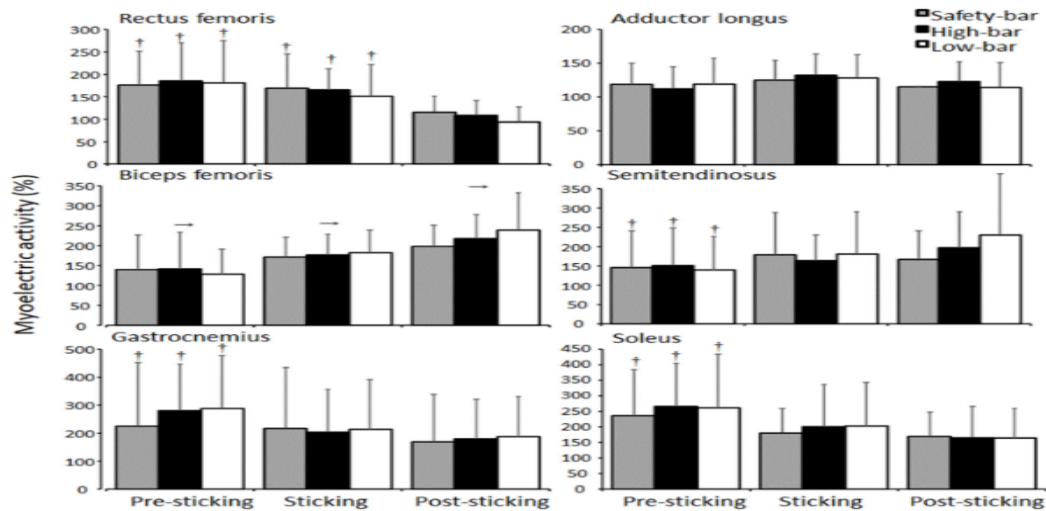 Rectus femoris
300
250
200
150
100
50
0
† † † † † †
Adductor longus
200
150
100
50
0
Safety-bar
High-bar
Low-bar
Myoelectric activity (%)
Biceps femoris
350
300
250
200
150
100
50
0
→ → →
Semitendinosus
350
300
250
200
150
100
50
0
† † †
Gastrocnemius
500
400
300
200
100
0
† † †
Pre-sticking Sticking Post-sticking
Soleus
450
400
350
300
250
200
150
100
50
0
† † †
Pre-sticking Sticking Post-sticking